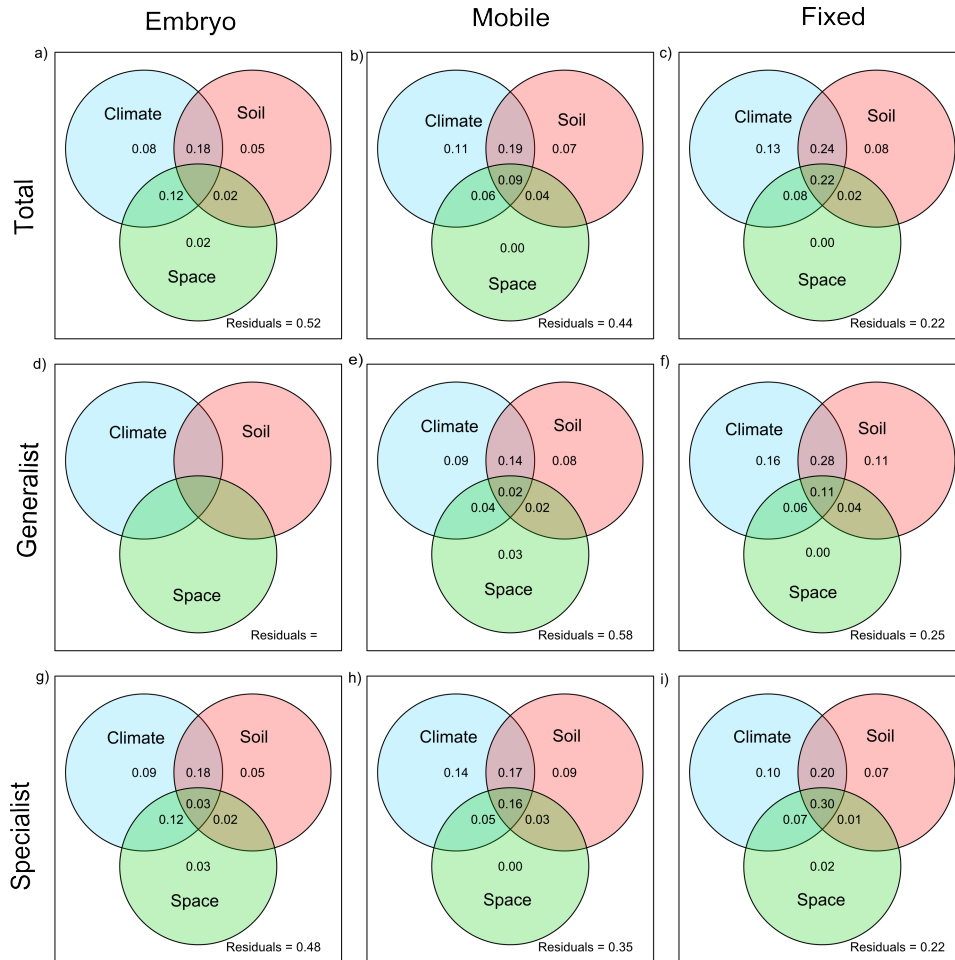 Embryo Mobile Fixed
a) b) c)
Total
Climate Soil Climate Soil Climate Soil
0.08 0.18 0.05 0.11 0.19 0.07 0.13 0.24 0.08
0.09 0.22
0.12 0.02 0.06 0.04 0.08 0.02
0.02 0.00 0.00
Space Space Space
Residuals = 0.52 Residuals = 0.44 Residuals = 0.22
d) e) f)
Generalist
Climate Soil Climate Soil Climate Soil
0.09 0.14 0.08 0.16 0.28 0.11
0.02 0.11
0.04 0.02 0.06 0.04
0.03 0.00
Space Space Space
Residuals = Residuals = 0.58 Residuals = 0.25
g) h) i)
Specialist
Climate Soil Climate Soil Climate Soil
0.09 0.18 0.05 0.14 0.17 0.09 0.10 0.20 0.07
0.03 0.16 0.30
0.12 0.02 0.05 0.03 0.07 0.01
0.03 0.00 0.02
Space Space Space
Residuals = 0.48 Residuals = 0.35 Residuals = 0.22